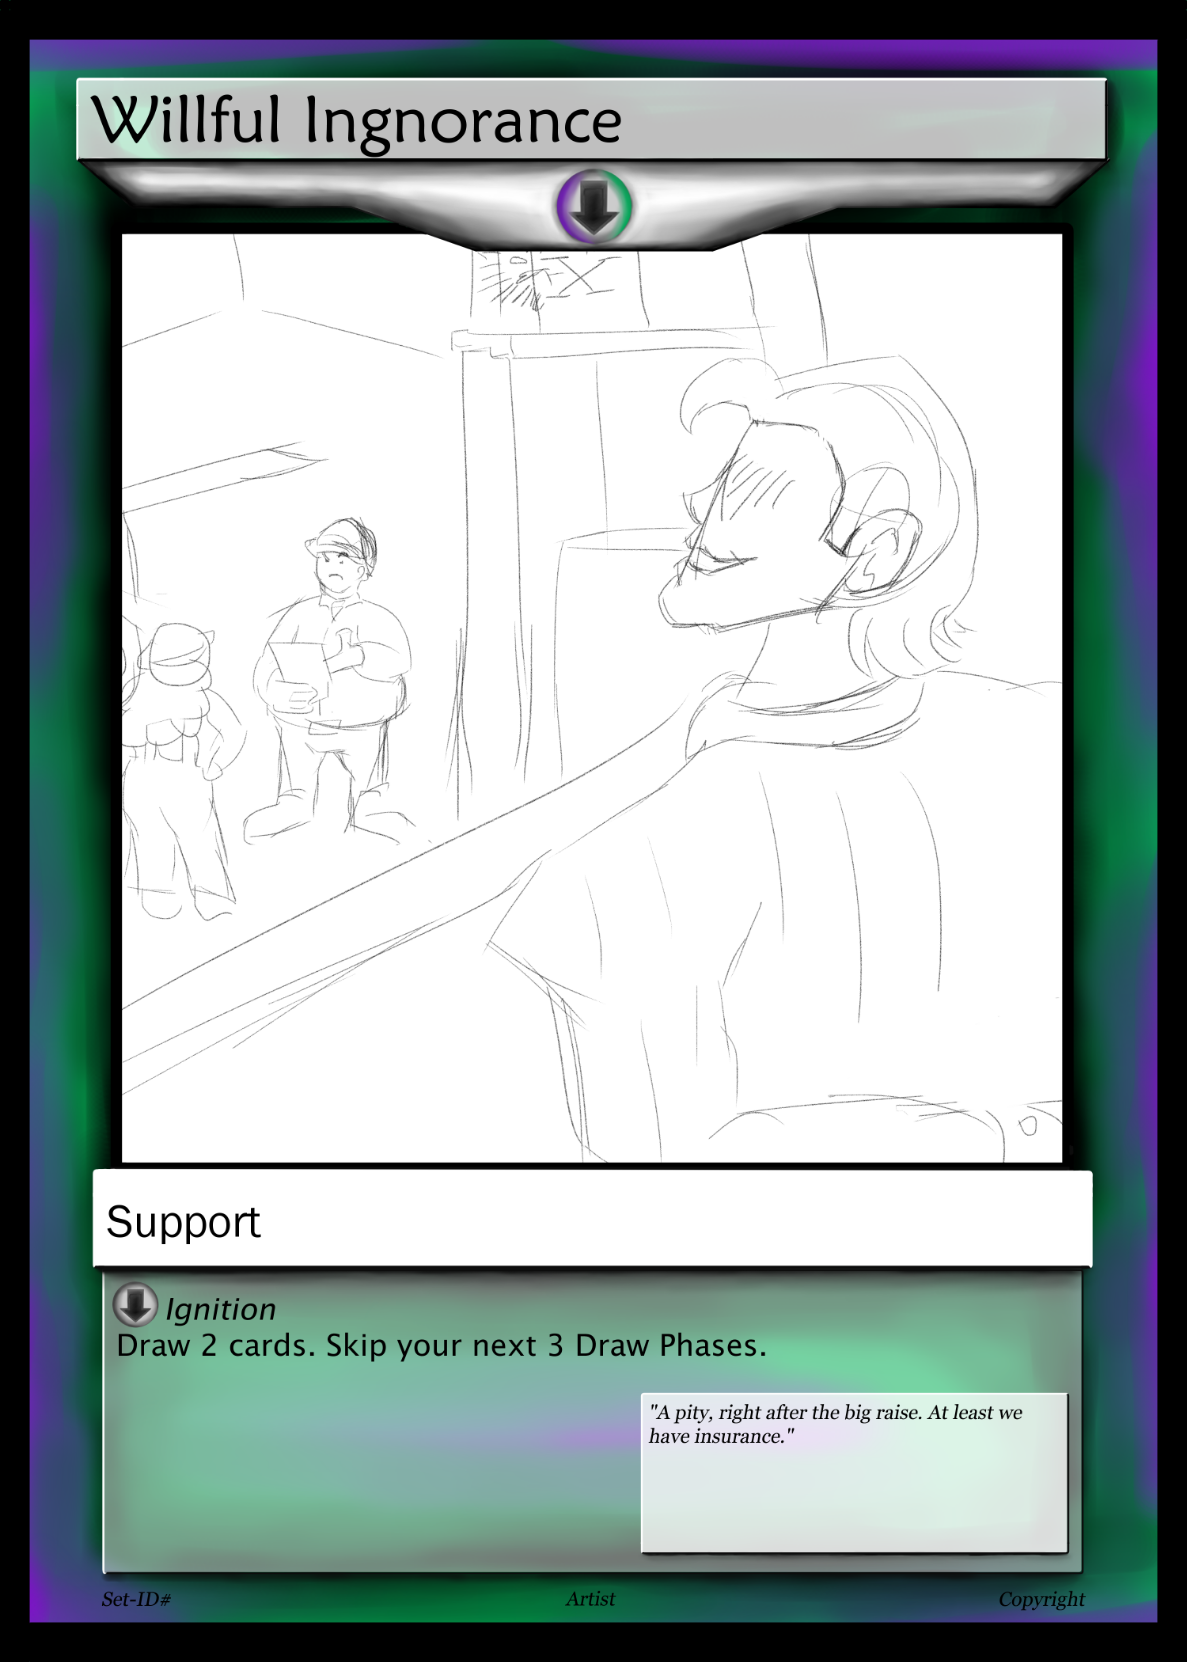 Willful Ingnorance
X
Support
Ignition
Draw 2 cards. Skip your next 3 Draw Phases.
"A pity, right after the big raise. At least we
have insurance."
Set-ID#
Artist
Copyright